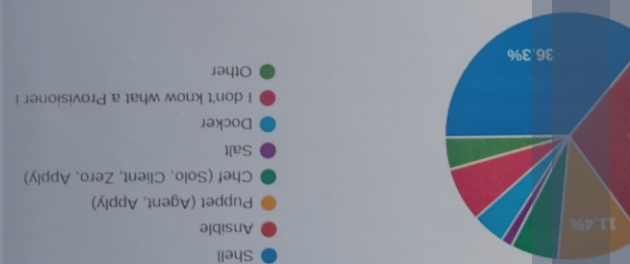 Shell
Ansible
Puppet (Agent, Apply)
Chef (Solo, Client, Zero, Apply)
Salt
Docker
I don't know what a Provisioner i
Other
11.4%
36.3%